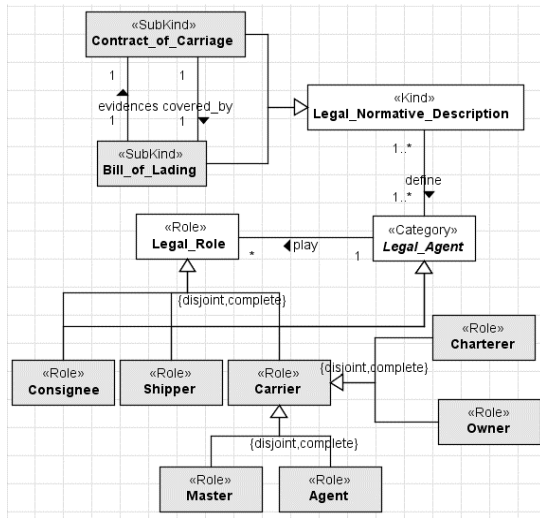 «SubKind»
Contract_of_Carriage
1
1
evidences covered_by
1
1
«SubKind»
Bill_of_Lading
«Kind»
Legal_Normative_Description
1..*
define
1..*
«Role»
Legal_Role
*
play
1
«Category»
Legal_Agent
{disjoint,complete}
«Role»
Consignee
«Role»
Shipper
«Role»
Carrier
{disjoint,complete}
«Role»
Charterer
«Role»
Owner
{disjoint,complete}
«Role»
Master
«Role»
Agent